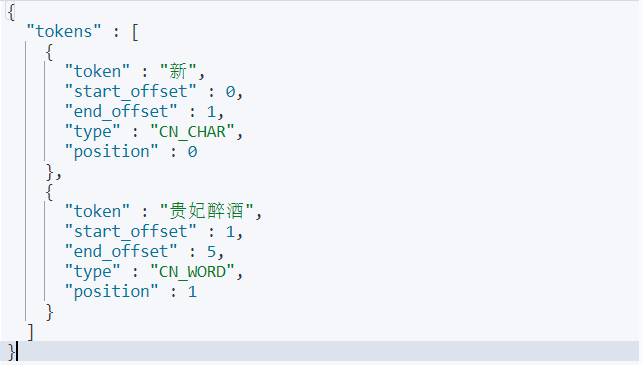 {
  "tokens" : [
    {
      "token" : "新",
      "start_offset" : 0,
      "end_offset" : 1,
      "type" : "CN_CHAR",
      "position" : 0
    },
    {
      "token" : "贵妃醉酒",
      "start_offset" : 1,
      "end_offset" : 5,
      "type" : "CN_WORD",
      "position" : 1
    }
  ]
}